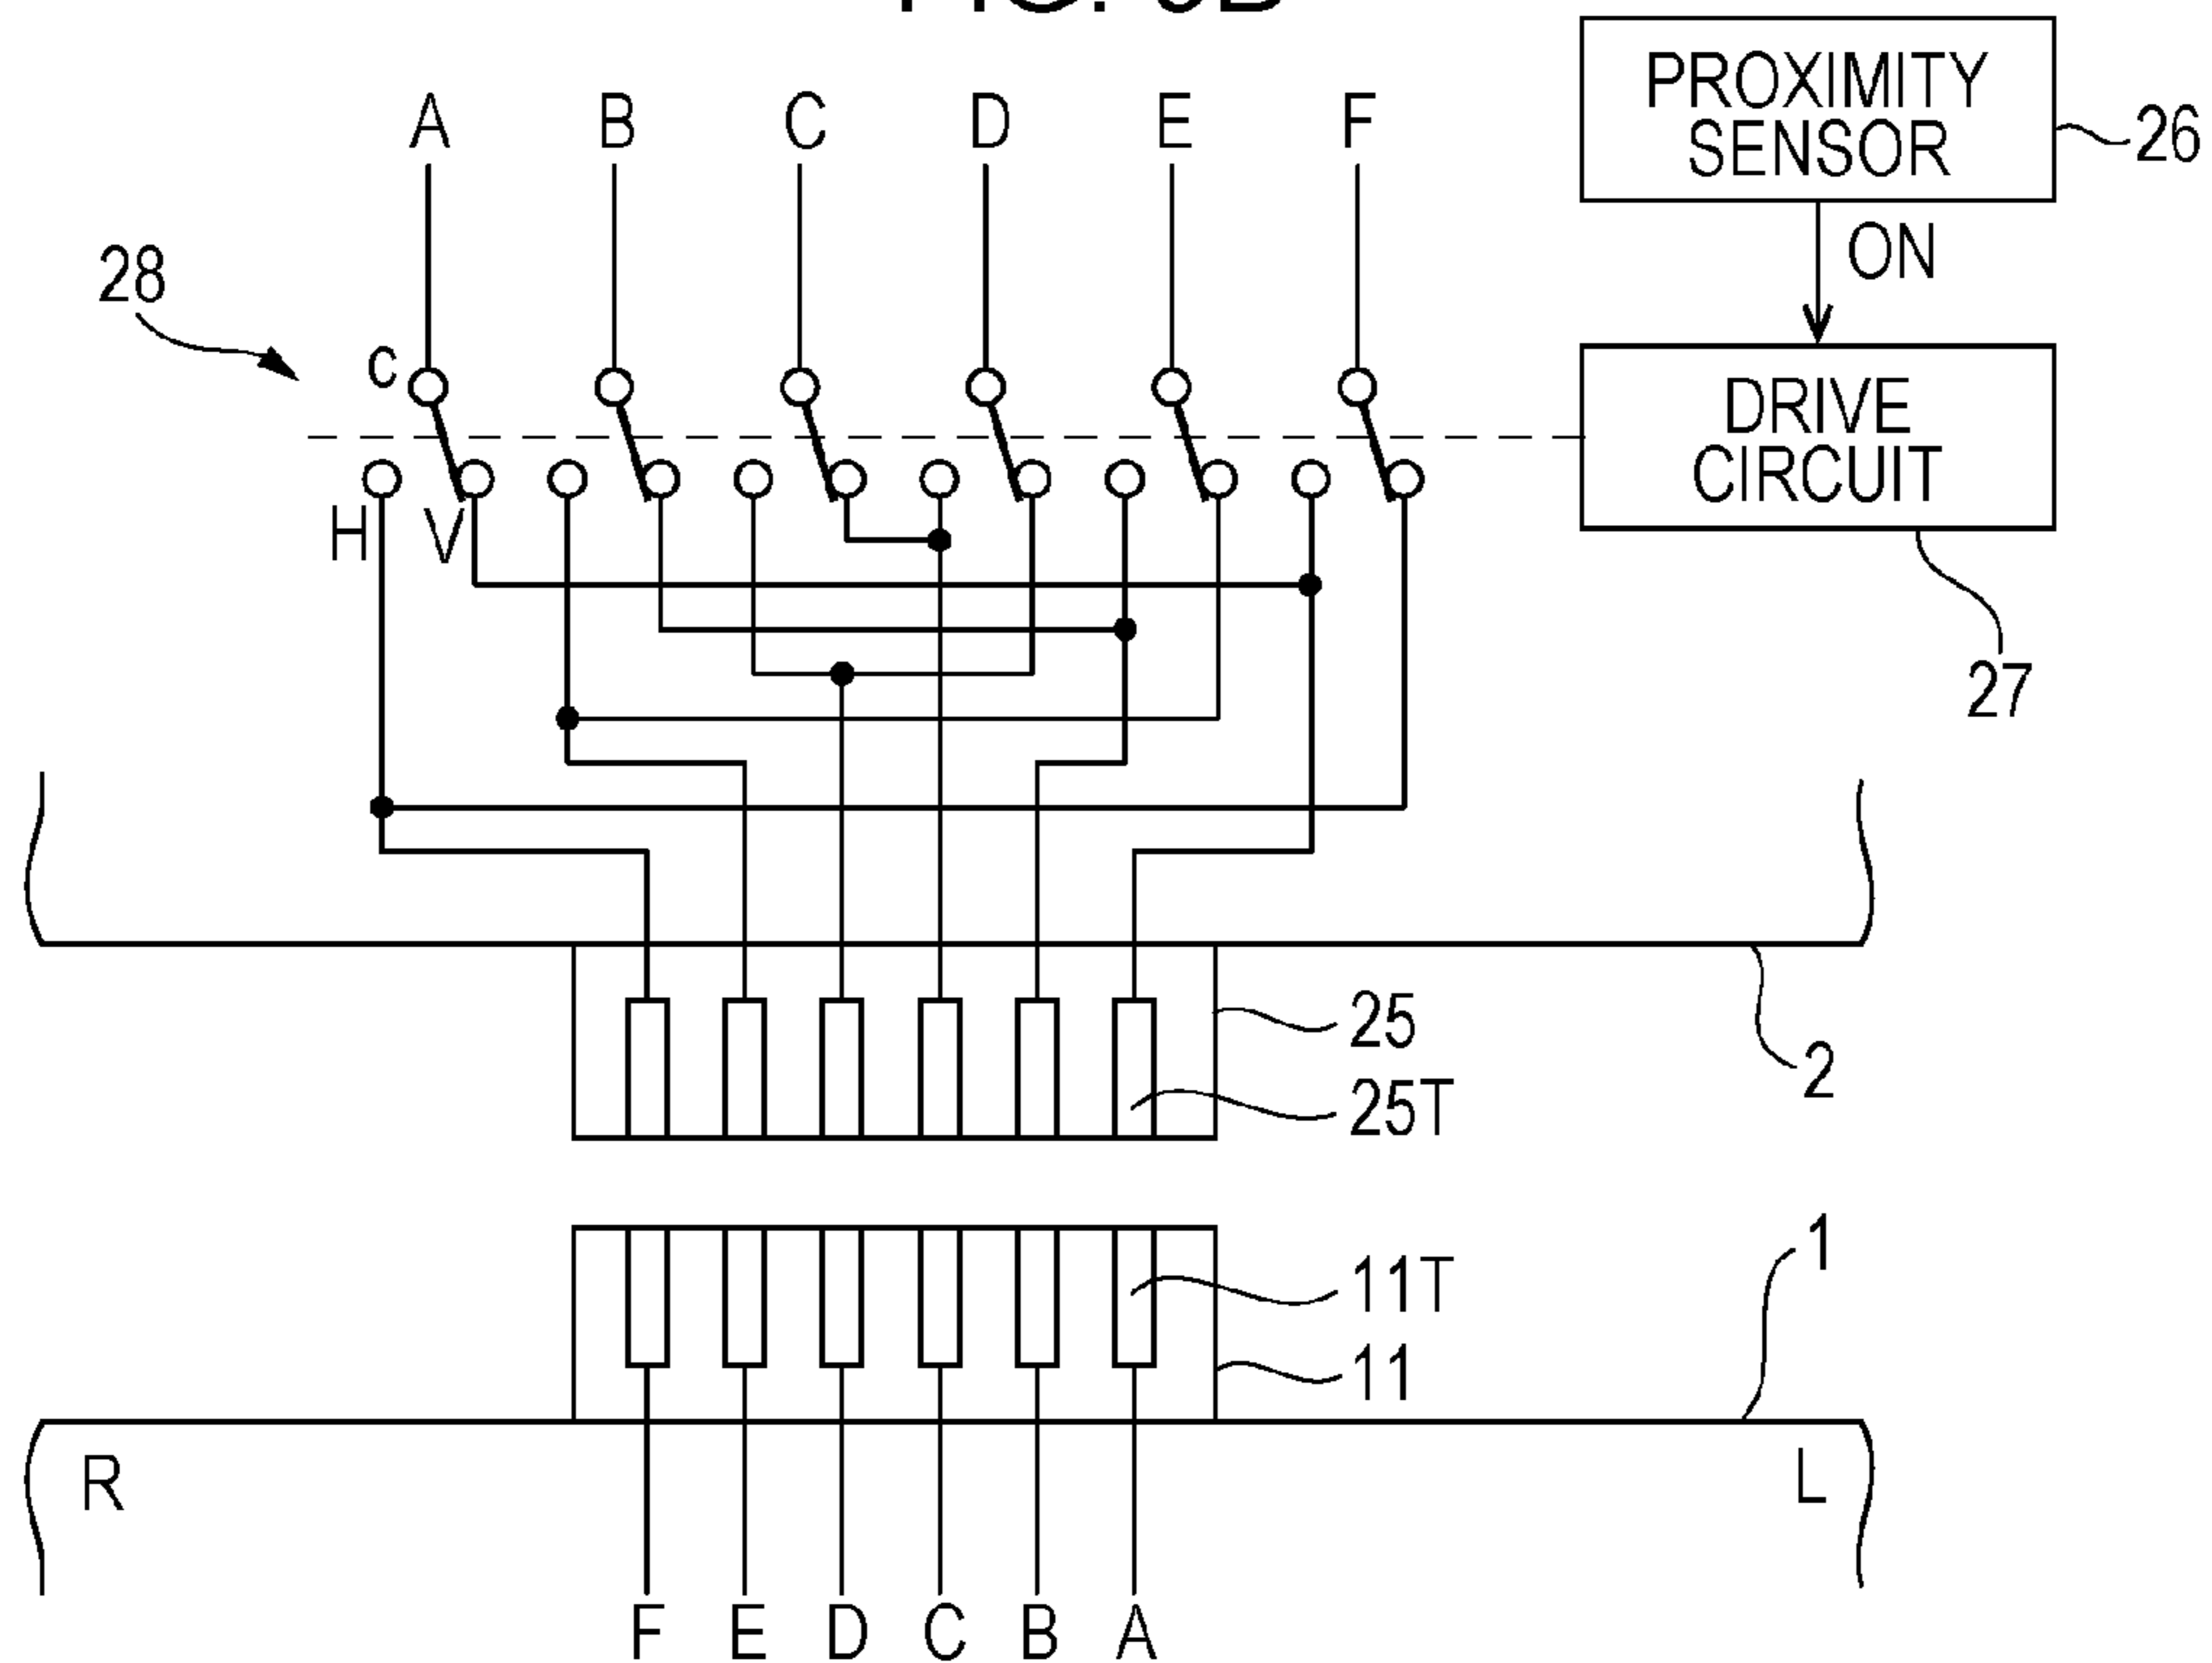 PROXIMITY
SENSOR
26
A B C D E F
ON
28
c
DRIVE
CIRCUIT
H V
27
25
2
25T
1
11T
11
R L
F E D C B A